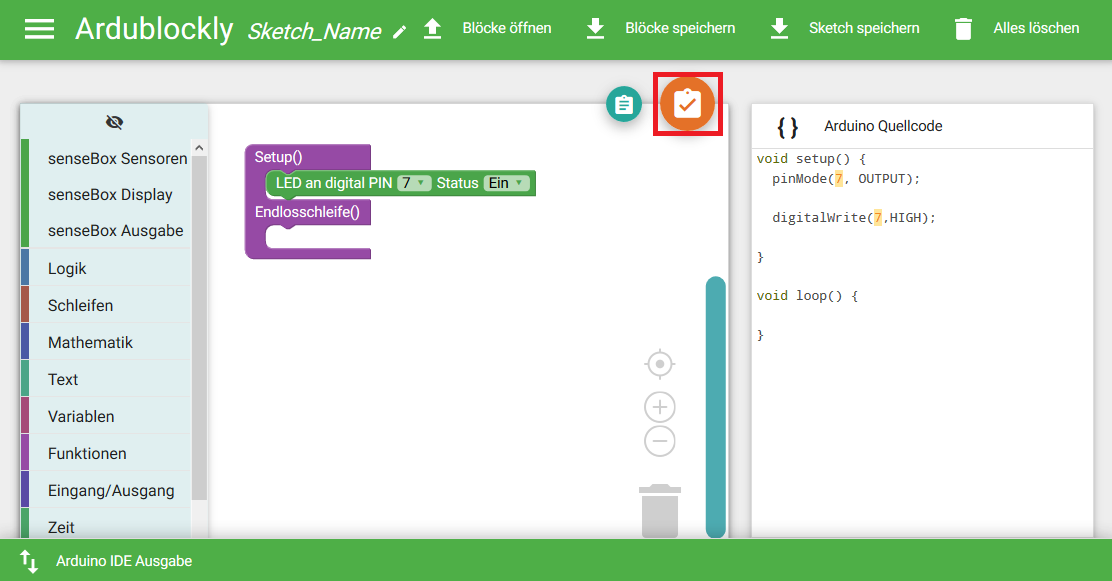 Ardublockly Sketch_Name Blöcke öffnen Blöcke speichern Sketch speichern Alles löschen
senseBox Sensoren
senseBox Display
senseBox Ausgabe
Logik
Schleifen
Mathematik
Text
Variablen
Funktionen
Eingang/Ausgang
Zeit
Setup()
LED an digital PIN 7 Status Ein
Endlosschleife()
{ } Arduino Quellcode
void setup() {
pinMode(7, OUTPUT);
digitalWrite(7,HIGH);
}
void loop() {
}
Arduino IDE Ausgabe